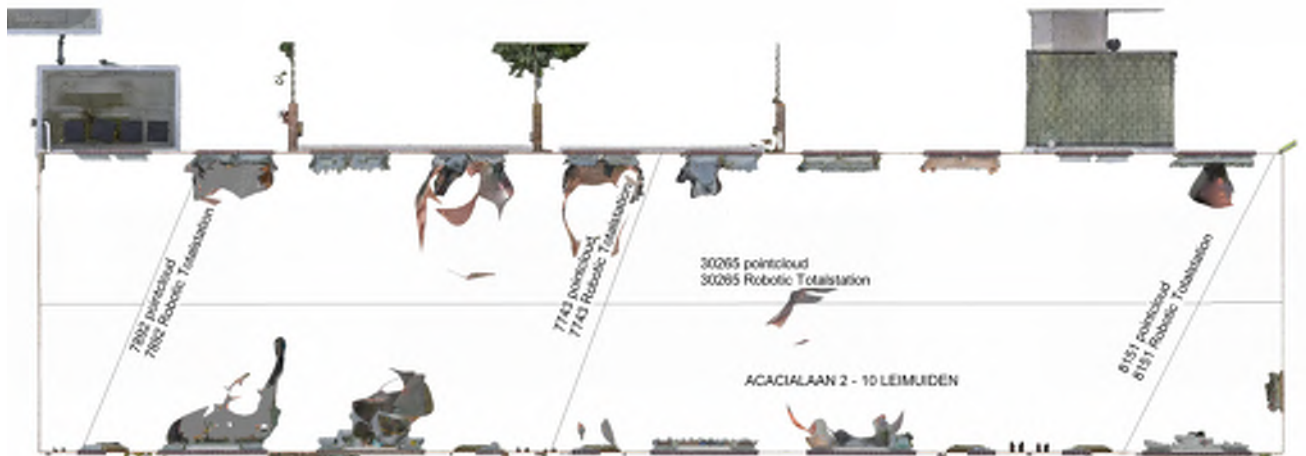 7892 pointcloud
7892 Robotic Totalstation
7743 pointcloud
7743 Robotic Totalstation
30265 pointcloud
30265 Robotic Totalstation
8151 pointcloud
8151 Robotic Totalstation
ACACIALAAN 2 - 10 LEIMUIDEN